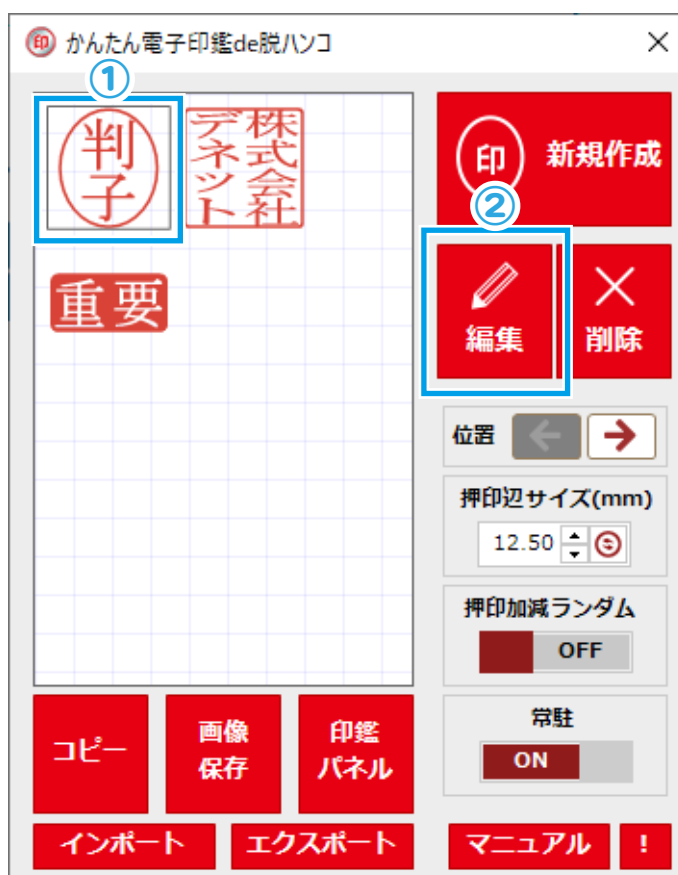 印 かんたん電子印鑑de脱ハンコ
①
判子
株式会社
デネット
重要
印 新規作成
②
編集
削除
位置
押印辺サイズ(mm)
12.50
押印加減ランダム
OFF
常駐
ON
コピー
画像
保存
印鑑
パネル
インポート
エクスポート
マニュアル
!